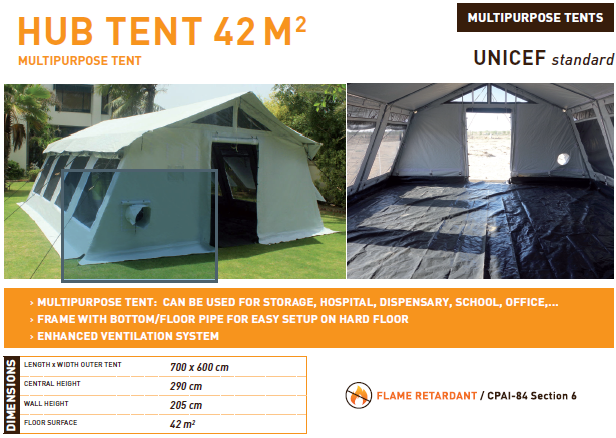 HUB TENT 42 M²
MULTIPURPOSE TENT
MULTIPURPOSE TENTS
UNICEF standard
› MULTIPURPOSE TENT: CAN BE USED FOR STORAGE, HOSPITAL, DISPENSARY, SCHOOL, OFFICE,...
› FRAME WITH BOTTOM/FLOOR PIPE FOR EASY SETUP ON HARD FLOOR
› ENHANCED VENTILATION SYSTEM
DIMENSIONS
LENGTH x WIDTH OUTER TENT 700 x 600 cm
CENTRAL HEIGHT 290 cm
WALL HEIGHT 205 cm
FLOOR SURFACE 42 m²
FLAME RETARDANT / CPAI-84 Section 6